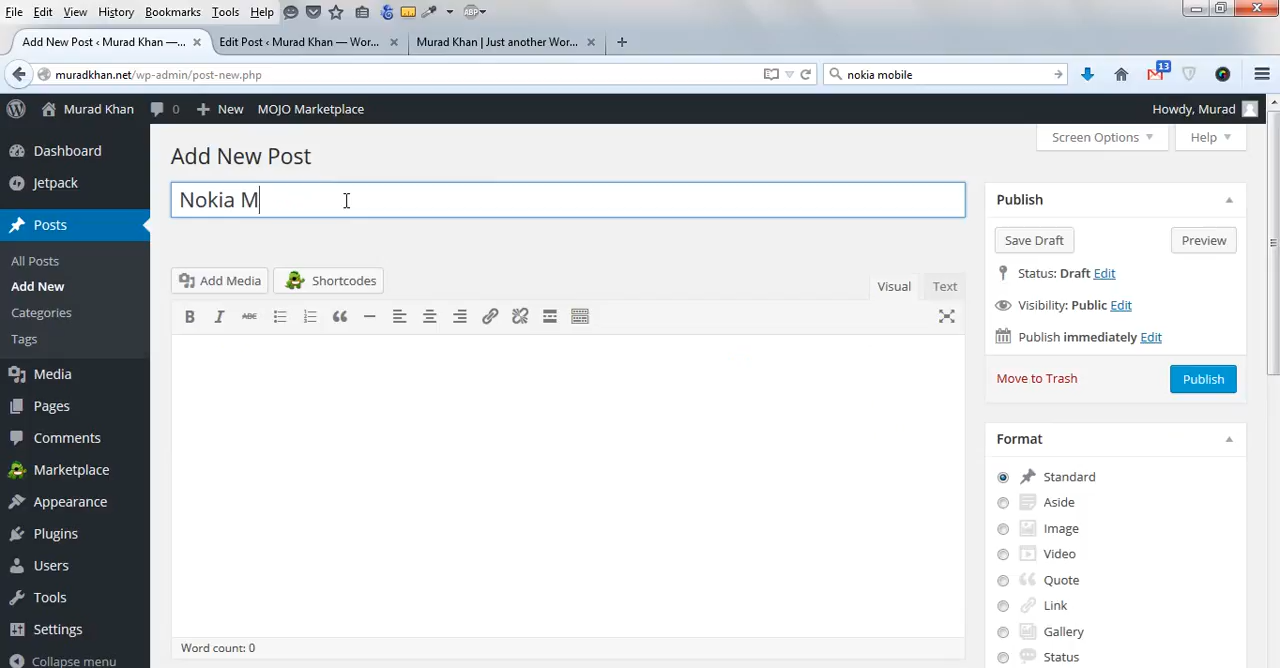 File Edit View History Bookmarks Tools Help ABP
Add New Post ‹ Murad Khan —... × Edit Post ‹ Murad Khan — Wor... × Murad Khan | Just another Wor... × +
muradkhan.net/wp-admin/post-new.php nokia mobile 13
Murad Khan 0 + New MOJO Marketplace Howdy, Murad
Screen Options Help
Dashboard
Jetpack
Posts
All Posts
Add New
Categories
Tags
Media
Pages
Comments
Marketplace
Appearance
Plugins
Users
Tools
Settings
Collapse menu
Add New Post
Nokia M
Add Media Shortcodes
Visual Text
B I ABC
Word count: 0
Publish
Save Draft Preview
Status: Draft Edit
Visibility: Public Edit
Publish immediately Edit
Move to Trash Publish
Format
Standard
Aside
Image
Video
Quote
Link
Gallery
Status